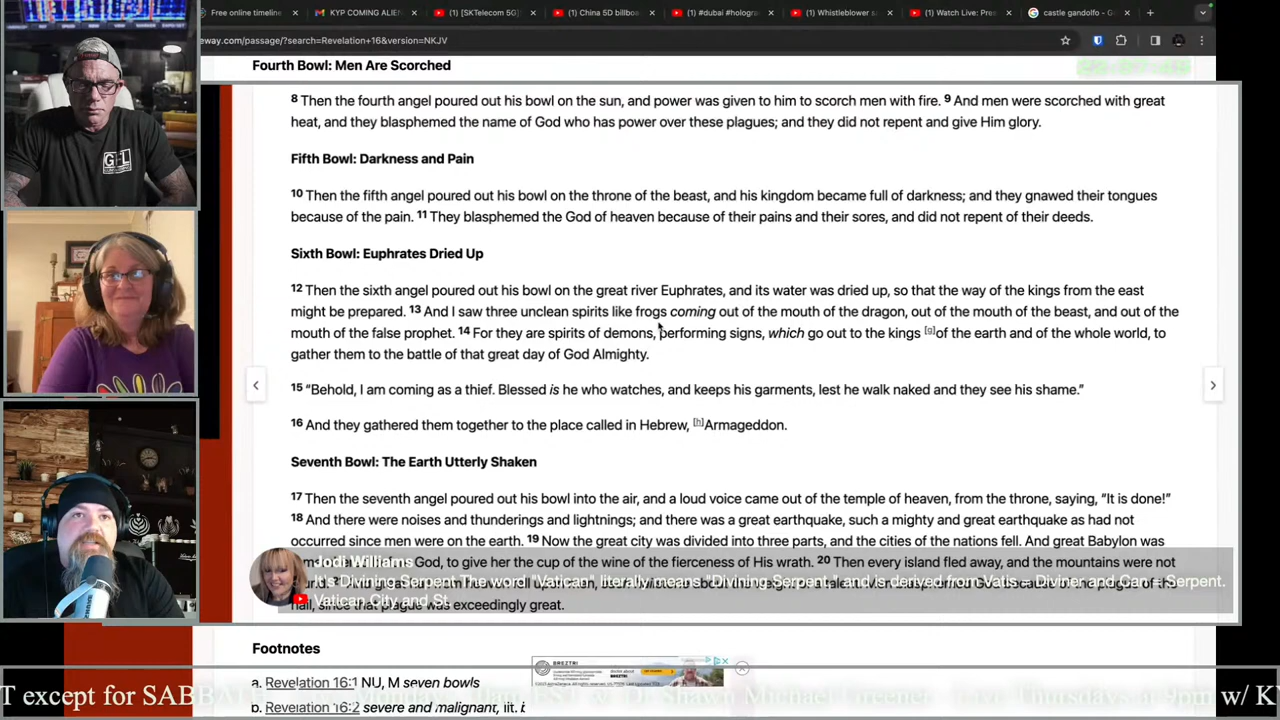 Free online timeline
KYP COMING ALIE
(1) [SKTelecom
(1) Cj billboa
(1) #dubai #oologna
(1)
(1) Watch
castle gandolfo - G
eway.com/passage/?search=Revelation+16&version=NKJV
Fourth Bowl: Men Are Scorched
8 Then the fourth angel poured out his bowl on the sun, and power was given to him to scorch men with fire. 9 And men were scorched with great
heat, and they blasphemed the name of God who has power over these plagues; and they did not repent and give Him glory.
Fifth Bowl: Darkness and Pain
10 Then the fifth angel poured out his bowl on the throne of the beast, and his kingdom became full of darkness; and they gnawed their tongues
because of the pain. 11 They blasphemed the God of heaven because of their pains and their sores, and did not repent of their deeds.
Sixth Bowl: Euphrates Dried Up
12 Then the sixth angel poured out his bowl on the great river Euphrates, and its water was dried up, so that the way of the kings from the east
might be prepared. 13 And I saw three unclean spirits like frogs coming out of the mouth of the dragon, out of the mouth of the beast, and out of the
mouth of the false prophet. 14 For they are spirits of demons, performing signs, which go out to the kings [g]of the earth and of the whole world, to
gather them to the battle of that great day of God Almighty.
15 “Behold, I am coming as a thief. Blessed is he who watches, and keeps his garments, lest he walk naked and they see his shame.”
16 And they gathered them together to the place called in Hebrew, [h]Armageddon.
Seventh Bowl: The Earth Utterly Shaken
17 Then the seventh angel poured out his bowl into the air, and a loud voice came out of the temple of heaven, from the throne, saying, “It is done!”
18 And there were noises and thunderings and lightnings; and there was a great earthquake, such a mighty and great earthquake as had not
occurred since men were on the earth. 19 Now the great city was divided into three parts, and the cities of the nations fell. And great Babylon was
God, to give her the cup of the wine of the fierceness of His wrath. 20 Then every island fled away, and the mountains were not
Jodi Williams
Divining Serpent The word "Vatican", literally means "Divining Serpent", and is derived from Vatis = Diviner and Can = Serpent.
Vatican City and St
hail, since that plague was exceedingly great.
Footnotes
a. Revelation 16:1 NU, M seven bowls
b. Revelation 16:2 severe and malignant, lit.
BREZTRI
T except for SABB
w/ K
GFL